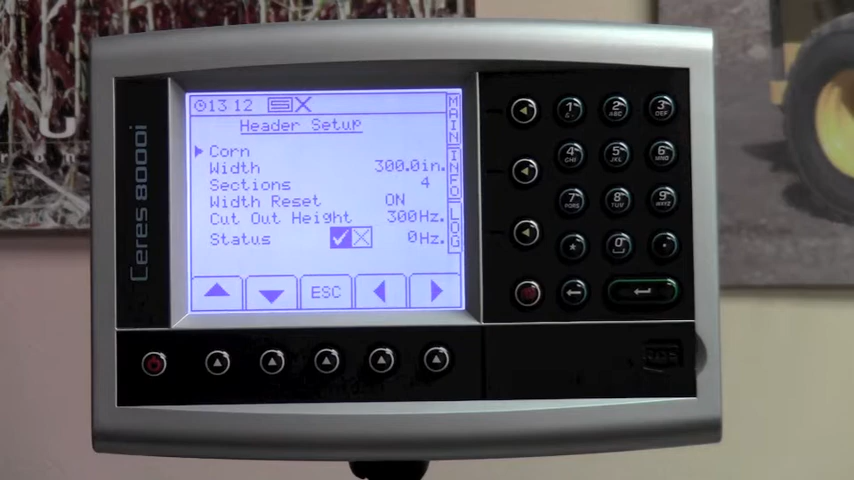 13 12
Header Setup
Corn
Width 300.0in.
Sections 4
Width Reset ON
Cut Out Height 300Hz.
Status 0Hz.
ESC
MAIN
INFO
LOG
Ceres 8000i
1
2 ABC
3 DEF
4 GHI
5 JKL
6 MNO
7 PQRS
8 TUV
9 WXYZ
*
0
.
RDS
U